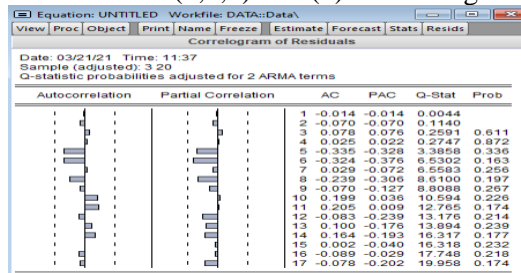 Equation: UNTITLED Workfile: DATA::Data\
View Proc Object Print Name Freeze Estimate Forecast Stats Resids
Correlogram of Residuals
Date: 03/21/21 Time: 11:37
Sample (adjusted): 3 20
Q-statistic probabilities adjusted for 2 ARMA terms
Autocorrelation Partial Correlation AC PAC Q-Stat Prob
1 -0.014 -0.014 0.0044
2 -0.070 -0.070 0.1140
3 0.078 0.076 0.2591 0.611
4 0.025 0.022 0.2747 0.872
5 -0.335 -0.328 3.3858 0.336
6 -0.324 -0.376 6.5302 0.163
7 0.029 -0.072 6.5583 0.256
8 -0.239 -0.306 8.6100 0.197
9 -0.070 -0.127 8.8088 0.267
10 0.199 0.036 10.594 0.226
11 0.205 0.009 12.765 0.174
12 -0.083 -0.239 13.176 0.214
13 0.100 -0.176 13.894 0.239
14 0.164 -0.193 16.317 0.177
15 0.002 -0.040 16.318 0.232
16 -0.089 -0.029 17.748 0.218
17 -0.078 -0.202 19.958 0.174